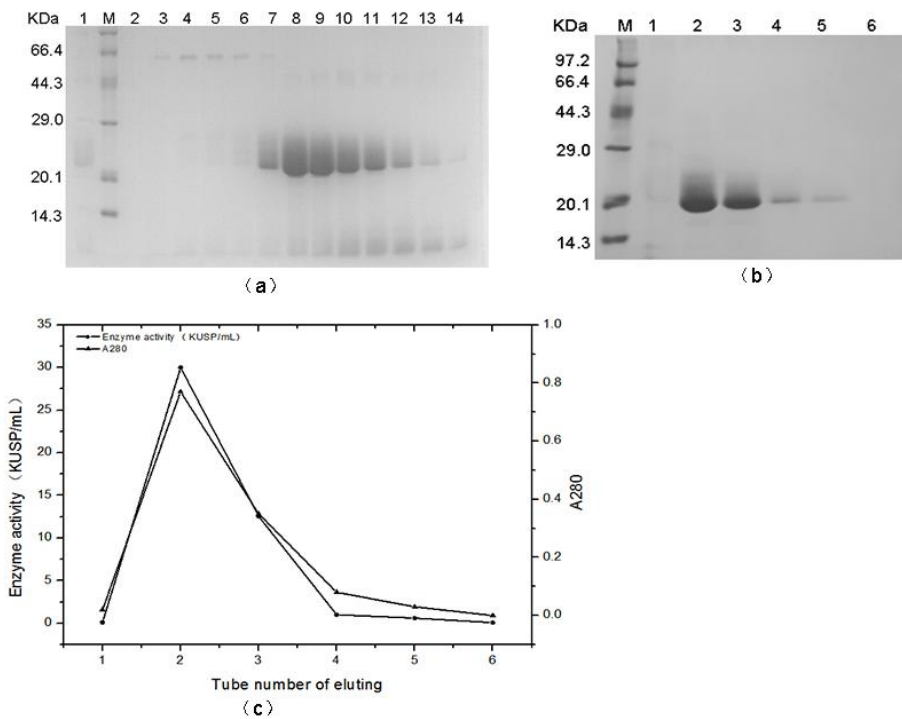 KDa 1 M 2 3 4 5 6 7 8 9 10 11 12 13 14
66.4
44.3
29.0
20.1
14.3
(a)
KDa M 1 2 3 4 5 6
97.2
66.4
44.3
29.0
20.1
14.3
(b)
35
30
25
20
15
10
5
0
Enzyme activity (KUSP/mL)
Enzyme activity (KUSP/mL)
A280
1.0
0.8
0.6
0.4
0.2
0.0
A280
1 2 3 4 5 6
Tube number of eluting
(c)